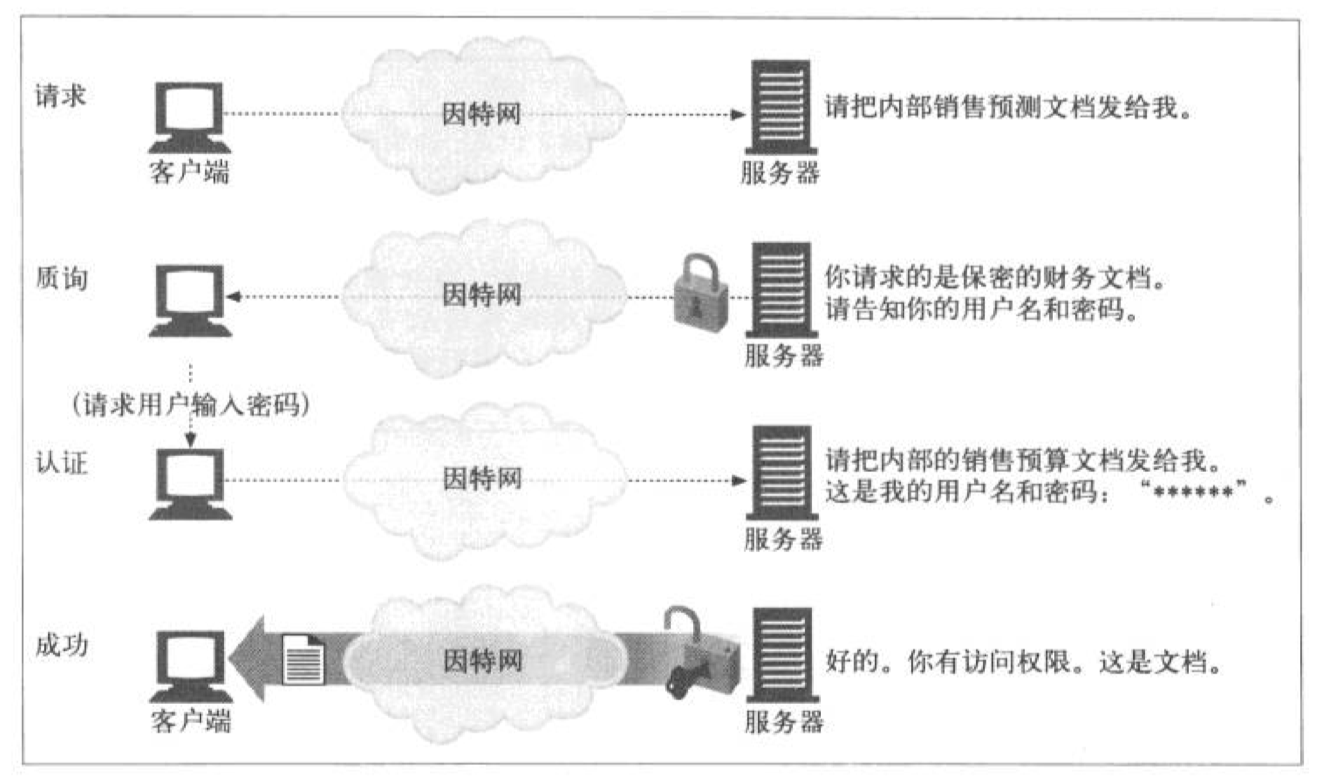 请求
因特网
请把内部销售预测文档发给我。
客户端
服务器
质询
因特网
你请求的是保密的财务文档。
请告知你的用户名和密码。
服务器
(请求用户输入密码)
认证
因特网
请把内部的销售预算文档发给我。
这是我的用户名和密码：“******”。
服务器
成功
因特网
好的。你有访问权限。这是文档。
客户端
服务器